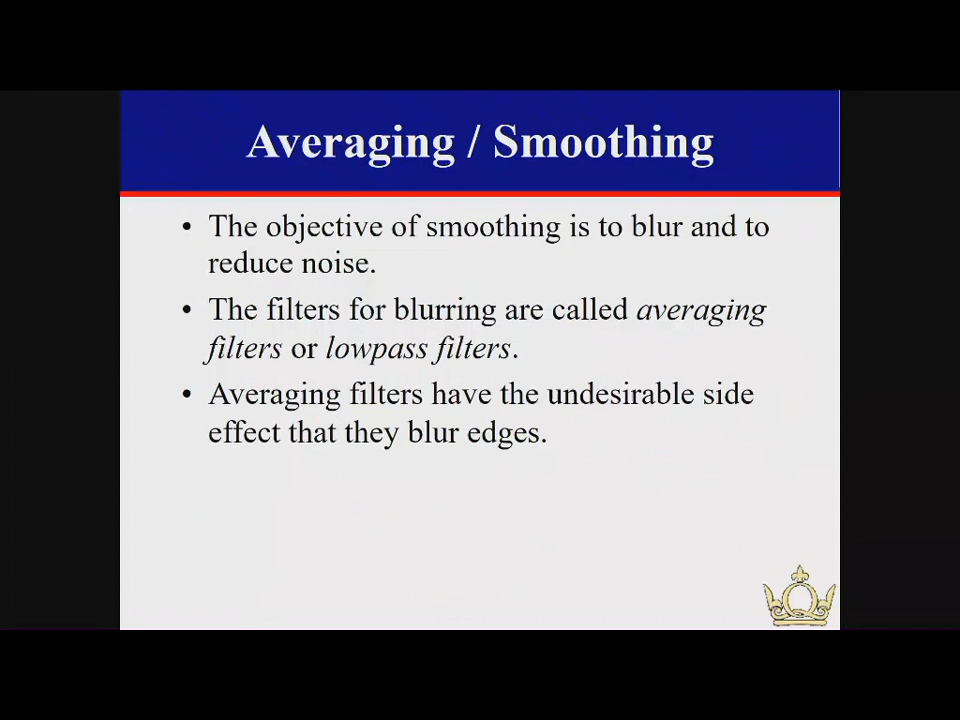 Averaging / Smoothing
• The objective of smoothing is to blur and to
reduce noise.
• The filters for blurring are called averaging
filters or lowpass filters.
• Averaging filters have the undesirable side
effect that they blur edges.